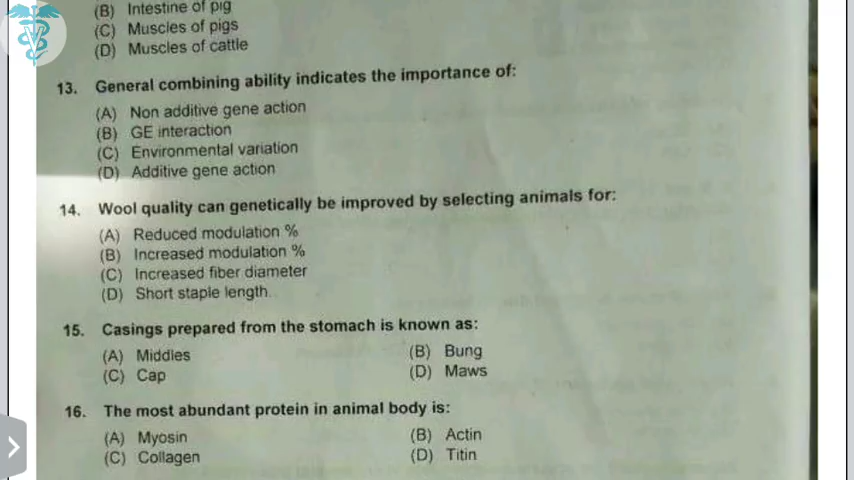 (B) Intestine of pig
(C) Muscles of pigs
(D) Muscles of cattle
13. General combining ability indicates the importance of:
(A) Non additive gene action
(B) GE interaction
(C) Environmental variation
(D) Additive gene action
14. Wool quality can genetically be improved by selecting animals for:
(A) Reduced modulation %
(B) Increased modulation %
(C) Increased fiber diameter
(D) Short staple length.
15. Casings prepared from the stomach is known as:
(A) Middles (B) Bung
(C) Cap (D) Maws
16. The most abundant protein in animal body is:
(A) Myosin (B) Actin
(C) Collagen (D) Titin